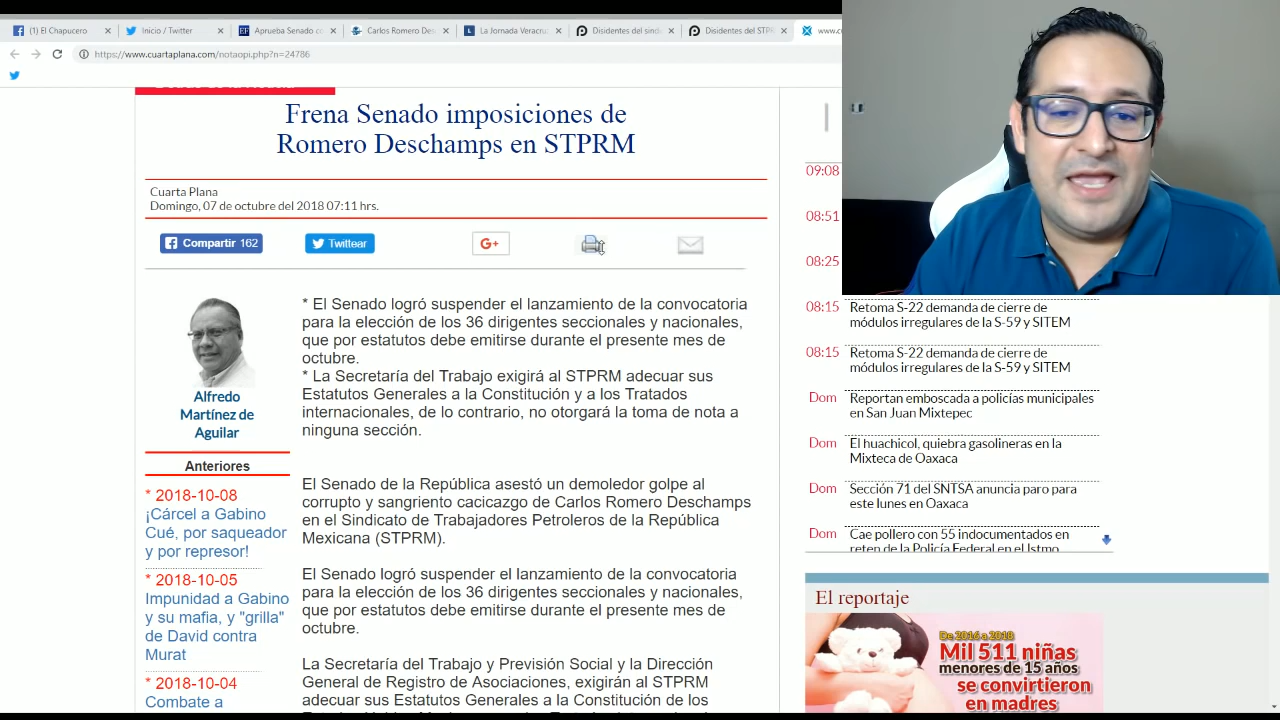 (1) El Chapucero
Inicio / Twitter
EF Aprueba Senado co
Carlos Romero Des
La Jornada Veracruz
Disidentes del sind
Disidentes del STPR
www.c
https://www.cuartaplana.com/notaopi.php?n=24786
Frena Senado imposiciones de
Romero Deschamps en STPRM
Cuarta Plana
Domingo, 07 de octubre del 2018 07:11 hrs.
Compartir 162
Twittear
G+
* El Senado logró suspender el lanzamiento de la convocatoria
para la elección de los 36 dirigentes seccionales y nacionales,
que por estatutos debe emitirse durante el presente mes de
octubre.
* La Secretaría del Trabajo exigirá al STPRM adecuar sus
Estatutos Generales a la Constitución y a los Tratados
internacionales, de lo contrario, no otorgará la toma de nota a
ninguna sección.
El Senado de la República asestó un demoledor golpe al
corrupto y sangriento cacicazgo de Carlos Romero Deschamps
en el Sindicato de Trabajadores Petroleros de la República
Mexicana (STPRM).
El Senado logró suspender el lanzamiento de la convocatoria
para la elección de los 36 dirigentes seccionales y nacionales,
que por estatutos debe emitirse durante el presente mes de
octubre.
La Secretaría del Trabajo y Previsión Social y la Dirección
General de Registro de Asociaciones, exigirán al STPRM
adecuar sus Estatutos Generales a la Constitución de los
Alfredo
Martínez de
Aguilar
Anteriores
* 2018-10-08
¡Cárcel a Gabino
Cué, por saqueador
y por represor!
* 2018-10-05
Impunidad a Gabino
y su mafia, y "grilla"
de David contra
Murat
* 2018-10-04
Combate a
09:08
08:51
08:25
08:15 Retoma S-22 demanda de cierre de
módulos irregulares de la S-59 y SITEM
08:15 Retoma S-22 demanda de cierre de
módulos irregulares de la S-59 y SITEM
Dom Reportan emboscada a policías municipales
en San Juan Mixtepec
Dom El huachicol, quiebra gasolineras en la
Mixteca de Oaxaca
Dom Sección 71 del SNTSA anuncia paro para
este lunes en Oaxaca
Dom Cae pollero con 55 indocumentados en
reten de la Policía Federal en el Istmo
El reportaje
De 2016 a 2018
Mil 511 niñas
menores de 15 años
se convirtieron
en madres